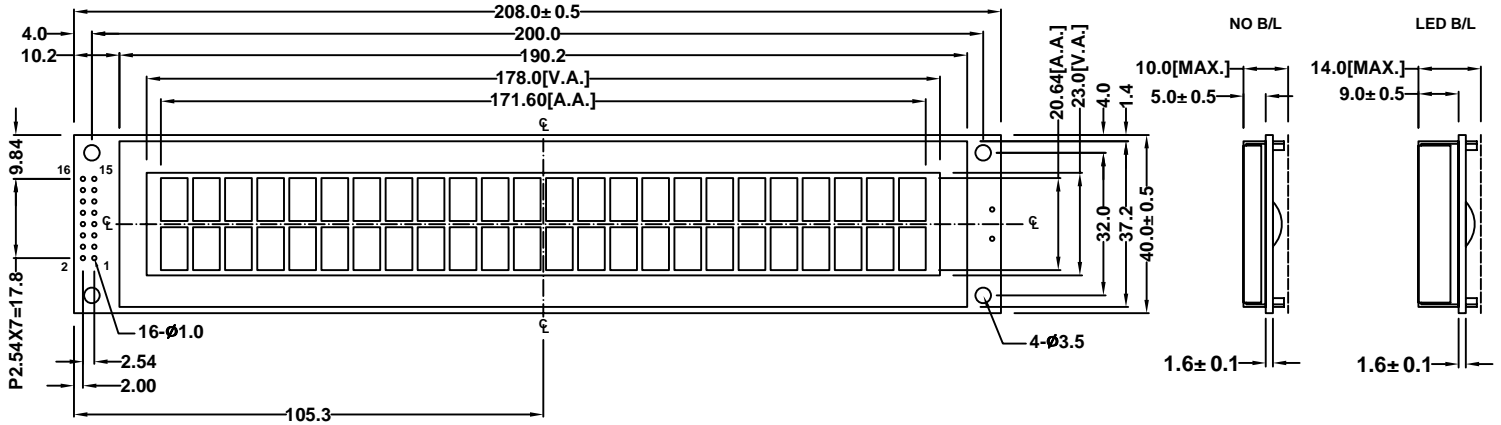 208.0± 0.5
4.0
200.0
10.2
190.2
178.0[V.A.]
171.60[A.A.]
20.64[A.A.]
23.0[V.A.]
4.0
1.4
NO B/L
LED B/L
10.0[MAX.]
5.0± 0.5
14.0[MAX.]
9.0± 0.5
℄
9.84
16
15
℄
℄
32.0
37.2
40.0± 0.5
2
1
P2.54X7=17.8
16-Ø1.0
℄
4-Ø3.5
2.54
2.00
1.6± 0.1
1.6± 0.1
105.3